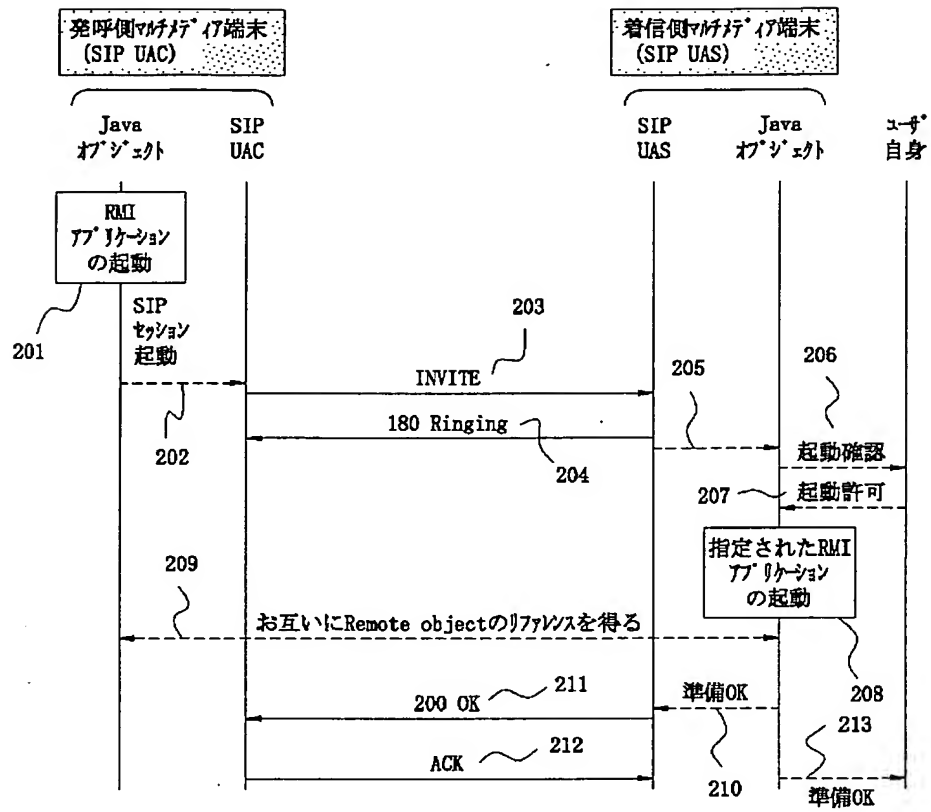 発呼側マルチメディア端末
(SIP UAC)
着信側マルチメディア端末
(SIP UAS)
Java
オブジェクト
SIP
UAC
SIP
UAS
Java
オブジェクト
ユーザ
自身
RMI
アプリケーション
の起動
201
SIP
セッション
起動
202
203
INVITE
180 Ringing
204
205
206
起動確認
207
起動許可
指定されたRMI
アプリケーション
の起動
208
209
お互いにRemote objectのリファレンスを得る
準備OK
210
211
200 OK
212
ACK
213
準備OK